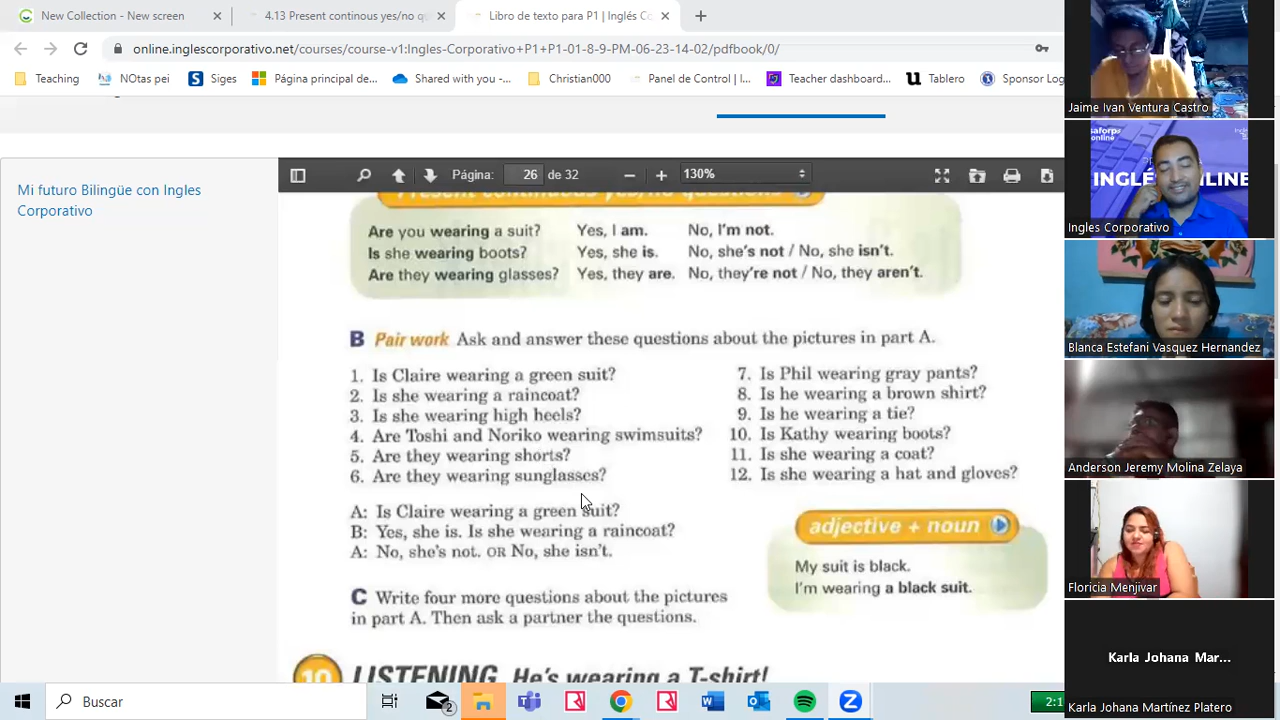 New Collection - New screen
4.13 Present continous yes/no qu
Libro de texto para P1 | Inglés Co
online.inglescorporativo.net/courses/course-v1:Ingles-Corporativo+P1+P1-01-8-9-PM-06-23-14-02/pdfbook/0/
Teaching NOtas pei Siges Página principal de... Shared with you -... Christian000 Panel de Control | I... Teacher dashboard... Tablero Sponsor Log
Mi futuro Bilingüe con Ingles
Corporativo
Página: 26 de 32 130%
Are you wearing a suit? Yes, I am. No, I'm not.
Is she wearing boots? Yes, she is. No, she's not / No, she isn't.
Are they wearing glasses? Yes, they are. No, they're not / No, they aren't.
B Pair work Ask and answer these questions about the pictures in part A.
1. Is Claire wearing a green suit?
2. Is she wearing a raincoat?
3. Is she wearing high heels?
4. Are Toshi and Noriko wearing swimsuits?
5. Are they wearing shorts?
6. Are they wearing sunglasses?
7. Is Phil wearing gray pants?
8. Is he wearing a brown shirt?
9. Is he wearing a tie?
10. Is Kathy wearing boots?
11. Is she wearing a coat?
12. Is she wearing a hat and gloves?
A: Is Claire wearing a green suit?
B: Yes, she is. Is she wearing a raincoat?
A: No, she's not. OR No, she isn't.
adjective + noun
My suit is black.
I'm wearing a black suit.
C Write four more questions about the pictures
in part A. Then ask a partner the questions.
10 LISTENING He's wearing a T-shirt!
Jaime Ivan Ventura Castro
Ingles Corporativo
Blanca Estefani Vasquez Hernandez
Anderson Jeremy Molina Zelaya
Floricia Menjivar
Karla Johana Mar...
Karla Johana Martínez Platero
Buscar
2
2:1